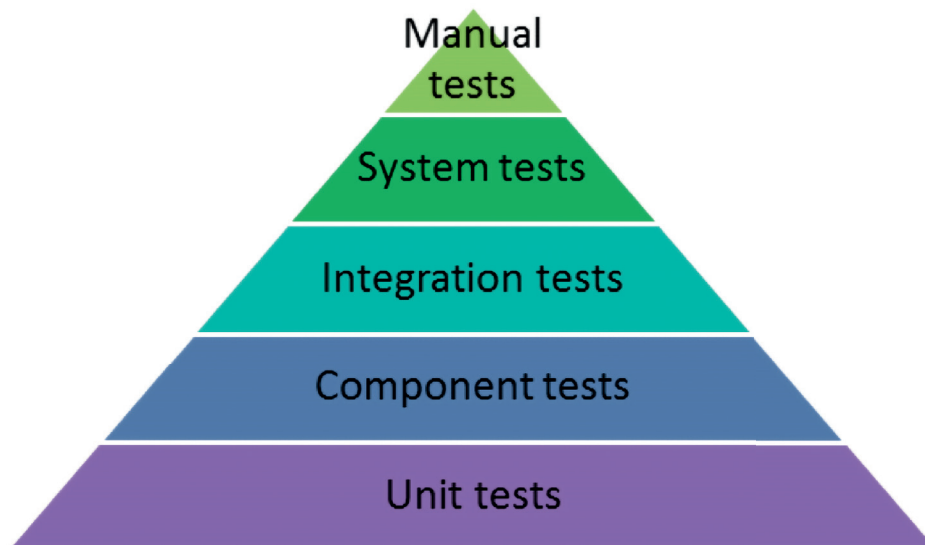 Manual
tests
System tests
Integration tests
Component tests
Unit tests